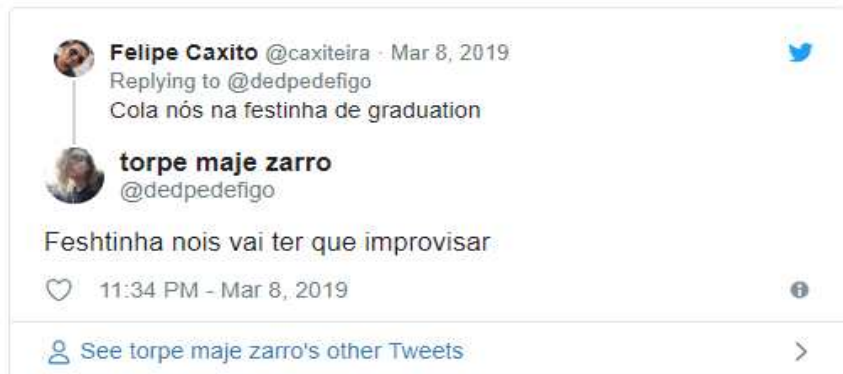 Felipe Caxito @caxiteira · Mar 8, 2019
Replying to @dedpedefigo
Cola nós na festinha de graduation
torpe maje zarro
@dedpedefigo
Feshtinha nois vai ter que improvisar
11:34 PM - Mar 8, 2019
See torpe maje zarro's other Tweets